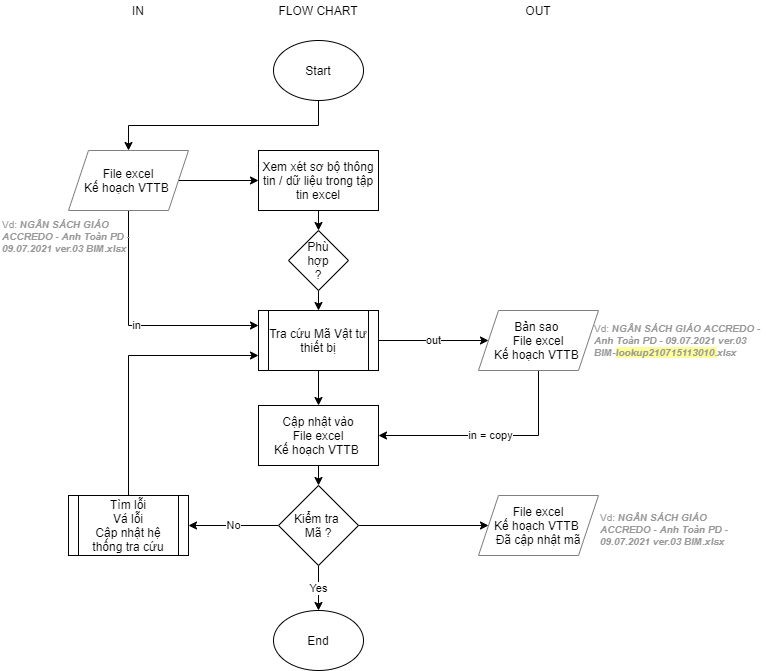 IN
FLOW CHART
OUT
Start
File excel
Kế hoạch VTTB
Xem xét sơ bộ thông
tin / dữ liệu trong tập
tin excel
Vd: NGÂN SÁCH GIÁO
ACCREDO - Anh Toàn PD -
09.07.2021 ver.03 BIM.xlsx
Phù
hợp
?
in
Tra cứu Mã Vật tư
thiết bị
out
Bản sao
File excel
Kế hoạch VTTB
Vd: NGÂN SÁCH GIÁO ACCREDO -
Anh Toàn PD - 09.07.2021 ver.03
BIM-lookup210715113010.xlsx
Cập nhật vào
File excel
Kế hoạch VTTB
in = copy
Tìm lỗi
Vá lỗi
Cập nhật hệ
thống tra cứu
No
Kiểm tra
Mã ?
File excel
Kế hoạch VTTB
Đã cập nhật mã
Vd: NGÂN SÁCH GIÁO
ACCREDO - Anh Toàn PD -
09.07.2021 ver.03 BIM.xlsx
Yes
End